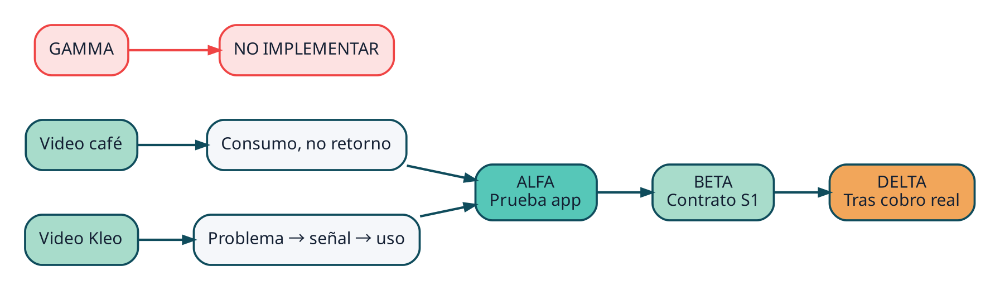 GAMMA
NO IMPLEMENTAR
Video café
Consumo, no retorno
Video Kleo
Problema → señal → uso
ALFA
Prueba app
BETA
Contrato S1
DELTA
Tras cobro real